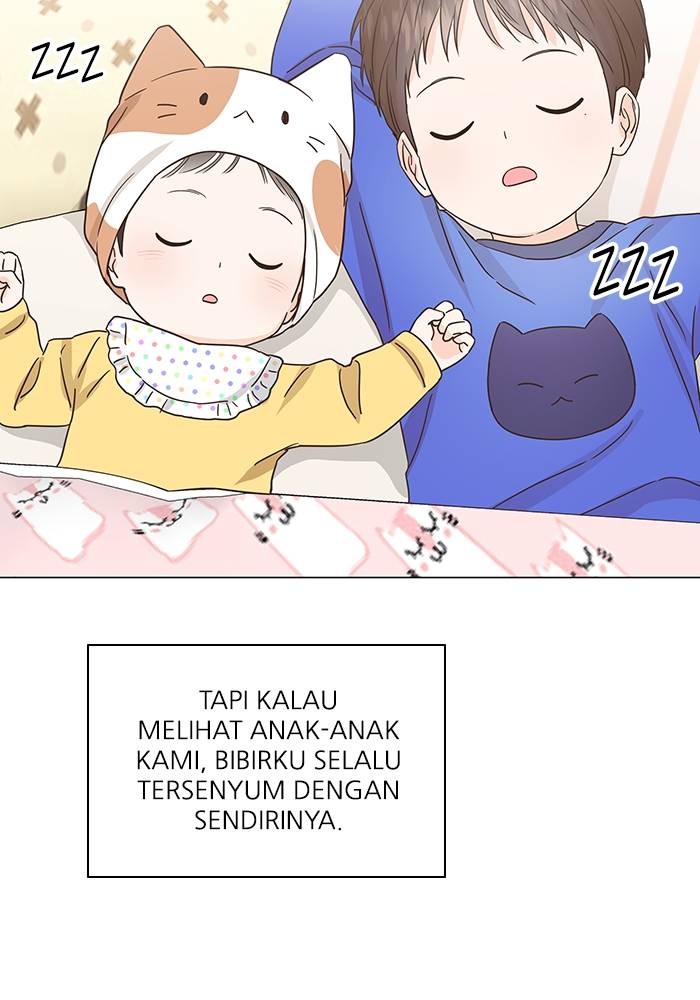 ZZZ
ZZZ
TAPI KALAU
MELIHAT ANAK-ANAK
KAMI, BIBIRKU SELALU
TERSENYUM DENGAN
SENDIRINYA.